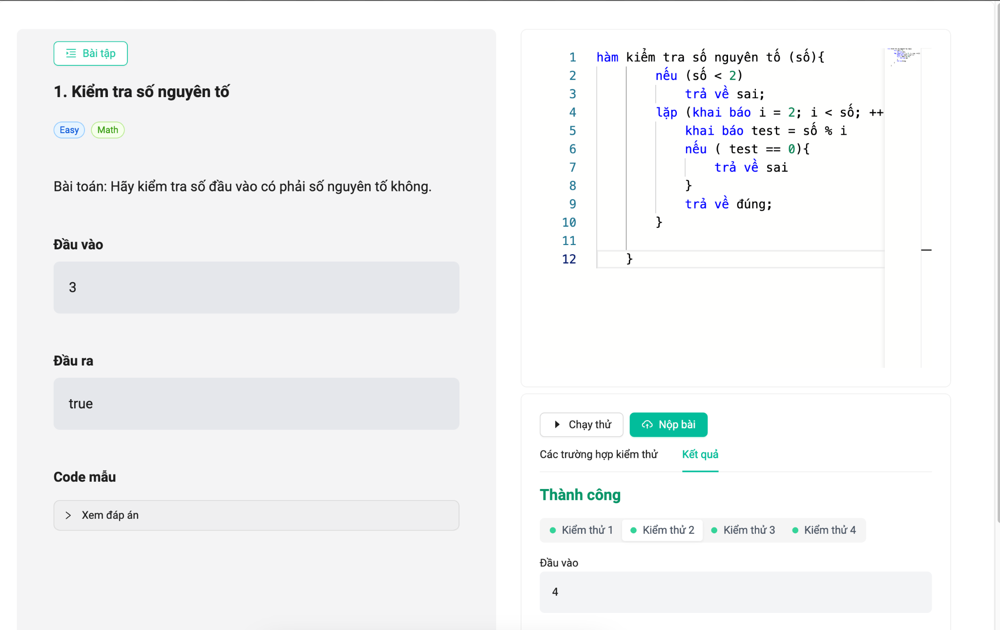 Bài tập
1. Kiểm tra số nguyên tố
Easy Math
Bài toán: Hãy kiểm tra số đầu vào có phải số nguyên tố không.
Đầu vào
3
Đầu ra
true
Code mẫu
Xem đáp án
1 hàm kiểm tra số nguyên tố (số){
2 nếu (số < 2)
3 trả về sai;
4 lặp (khai báo i = 2; i < số; ++
5 khai báo test = số % i
6 nếu ( test == 0){
7 trả về sai
8 }
9 trả về đúng;
10 }
11
12 }
Chạy thử Nộp bài
Các trường hợp kiểm thử Kết quả
Thành công
Kiểm thử 1 Kiểm thử 2 Kiểm thử 3 Kiểm thử 4
Đầu vào
4